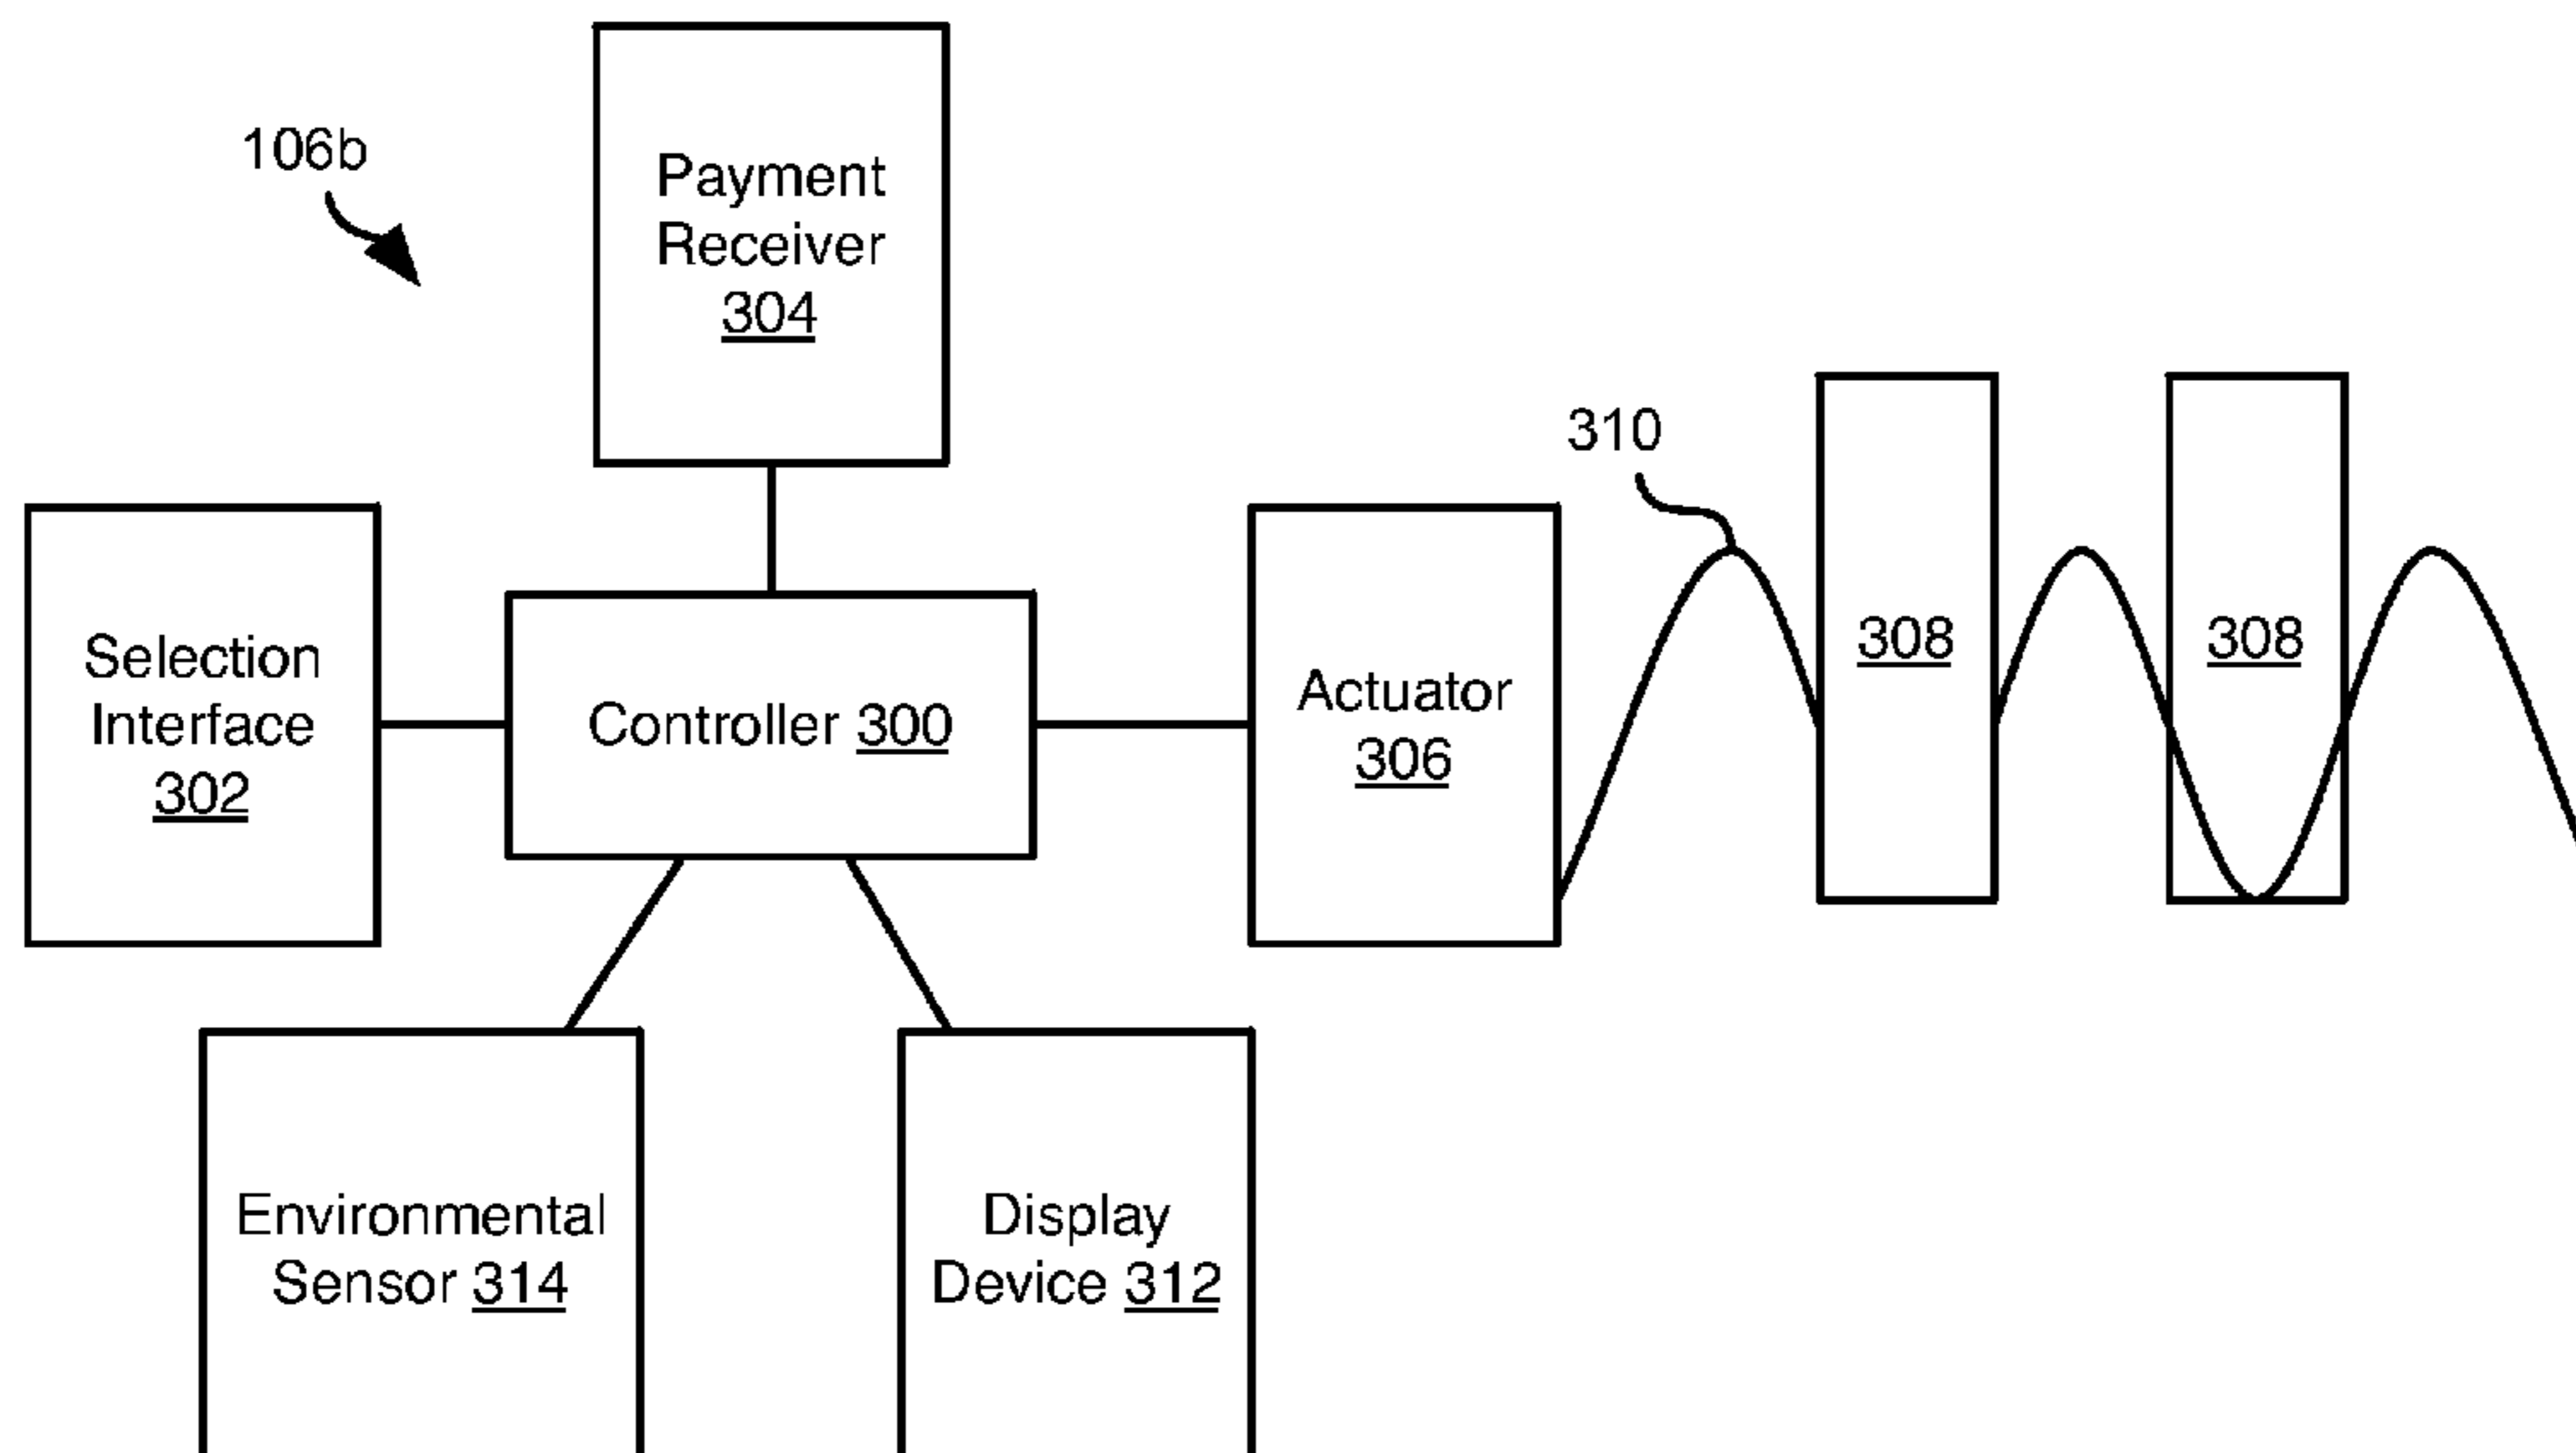 106b
Payment
Receiver
304
310
308
308
Selection
Interface
302
Controller 300
Actuator
306
Environmental
Sensor 314
Display
Device 312